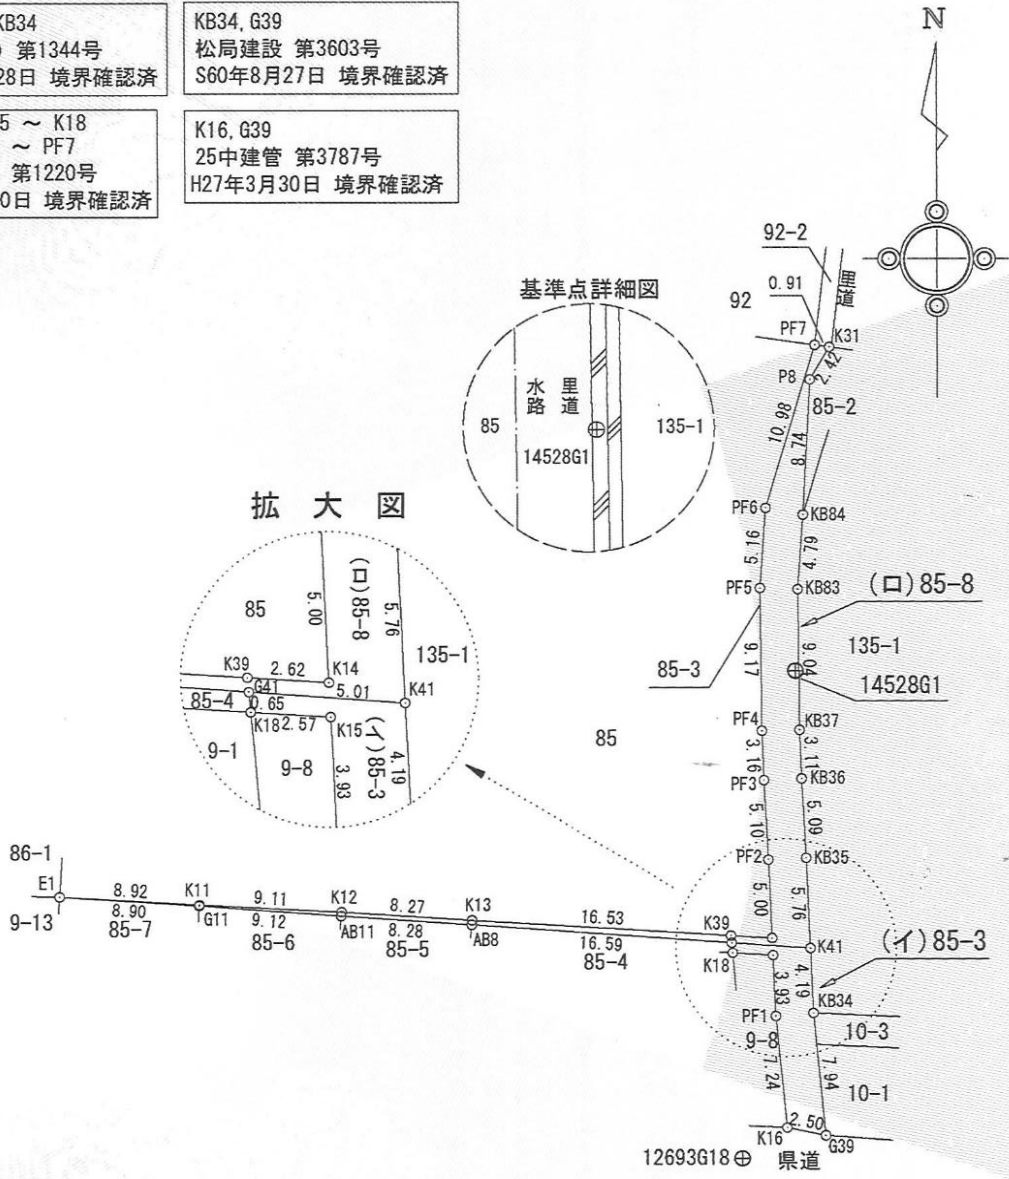 KB34
第1344号
28日 境界確認済
KB34, G39
松局建設 第3603号
S60年8月27日 境界確認済
5 ～ K18
～ PF7
第1220号
0日 境界確認済
K16, G39
25中建管 第3787号
H27年3月30日 境界確認済
N
92-2
0.91
里道
92
PF7
K31
P8
2.42
85-2
10.98
8.74
PF6
KB84
5.16
4.79
PF5
KB83
(ロ)85-8
9.17
9.04
135-1
85-3
14528G1
85
PF4
KB37
3.16
3.11
PF3
KB36
5.10
5.09
PF2
KB35
5.00
5.76
K39
K41
(イ)85-3
K18
3.93
4.19
PF1
KB34
9-8
10-3
7.24
7.94
10-1
2.50
K16
G39
12693G18
県道
基準点詳細図
水路
里道
85
135-1
14528G1
拡大図
(ロ)85-8
85
5.00
5.76
135-1
K39
2.62
K14
G41
5.01
K41
85-4
0.65
K18
2.57
K15
(イ)85-3
9-1
9-8
3.93
4.19
86-1
E1
8.92
K11
9.11
K12
8.27
K13
16.53
9-13
8.90
G11
9.12
AB11
8.28
AB8
16.59
85-7
85-6
85-5
85-4